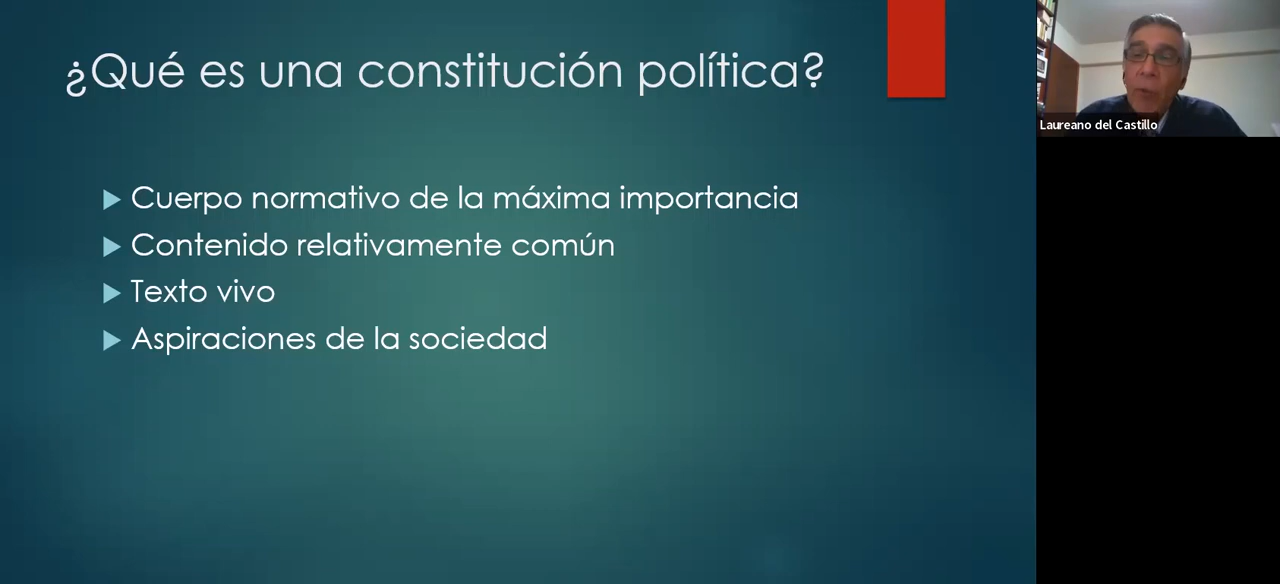 ¿Qué es una constitución política?
Cuerpo normativo de la máxima importancia
Contenido relativamente común
Texto vivo
Aspiraciones de la sociedad
Laureano del Castillo